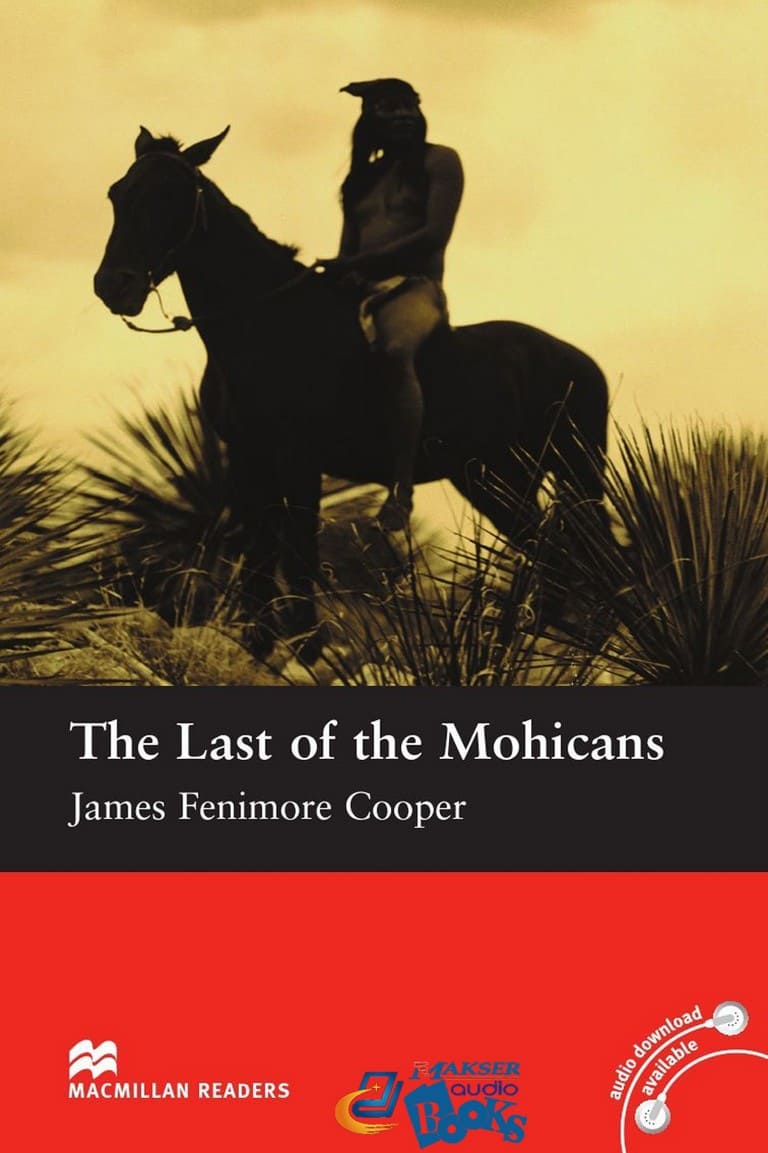 The Last of the Mohicans
James Fenimore Cooper
MACMILLAN READERS
MAKSER
audio
BOOKS
audio download
available